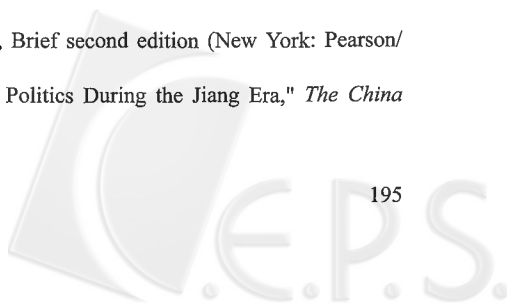 , Brief second edition (New York: Pearson/
Politics During the Jiang Era," The China
195
C.E.P.S.